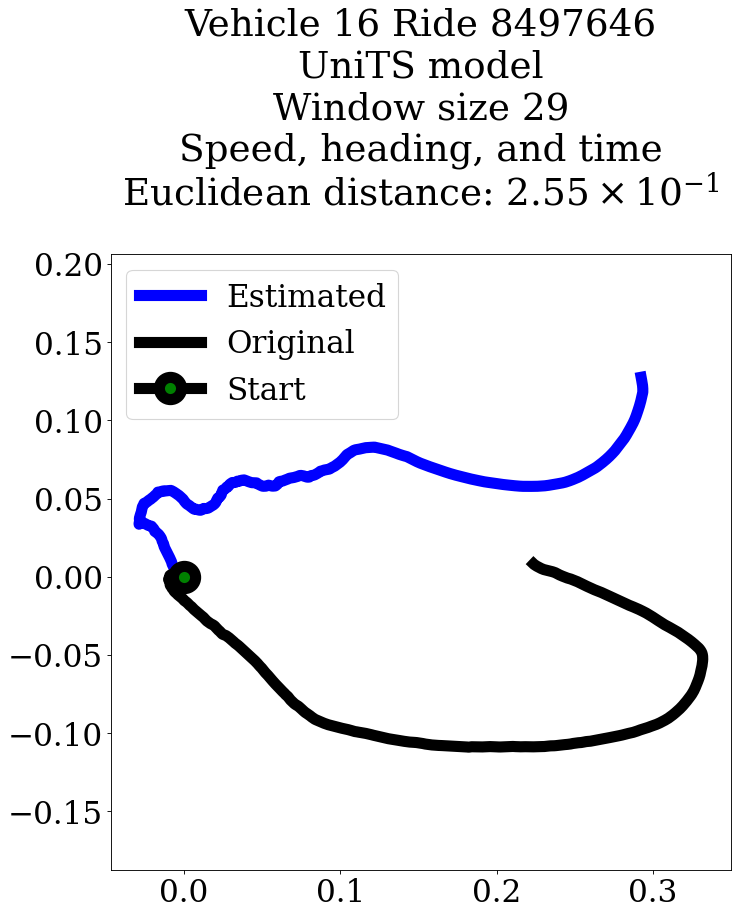 Vehicle 16 Ride 8497646
UniTS model
Window size 29
Speed, heading, and time
Euclidean distance: 2.55 × 10⁻¹
0.20
0.15
0.10
0.05
0.00
−0.05
−0.10
−0.15
Estimated
Original
Start
0.0 0.1 0.2 0.3